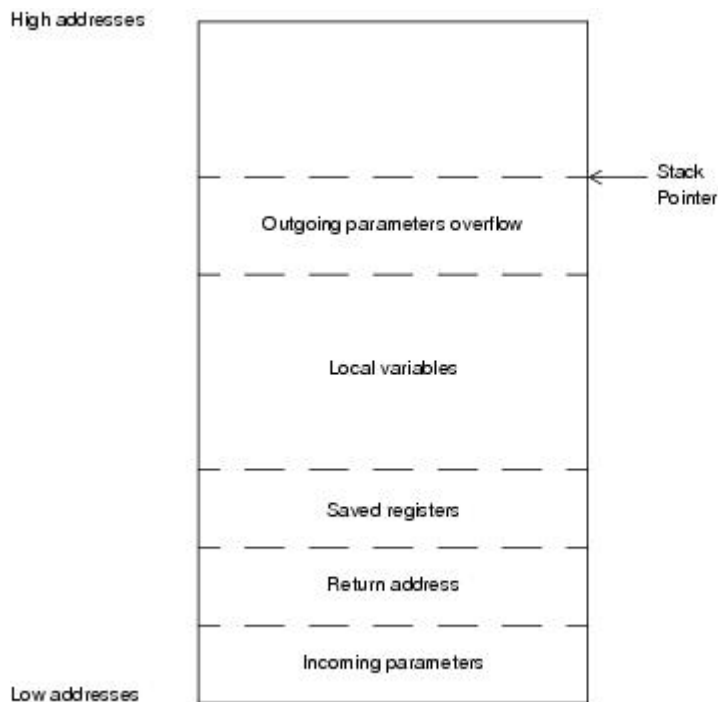 High addresses
Stack
Pointer
Outgoing parameters overflow
Local variables
Saved registers
Return address
Incoming parameters
Low addresses